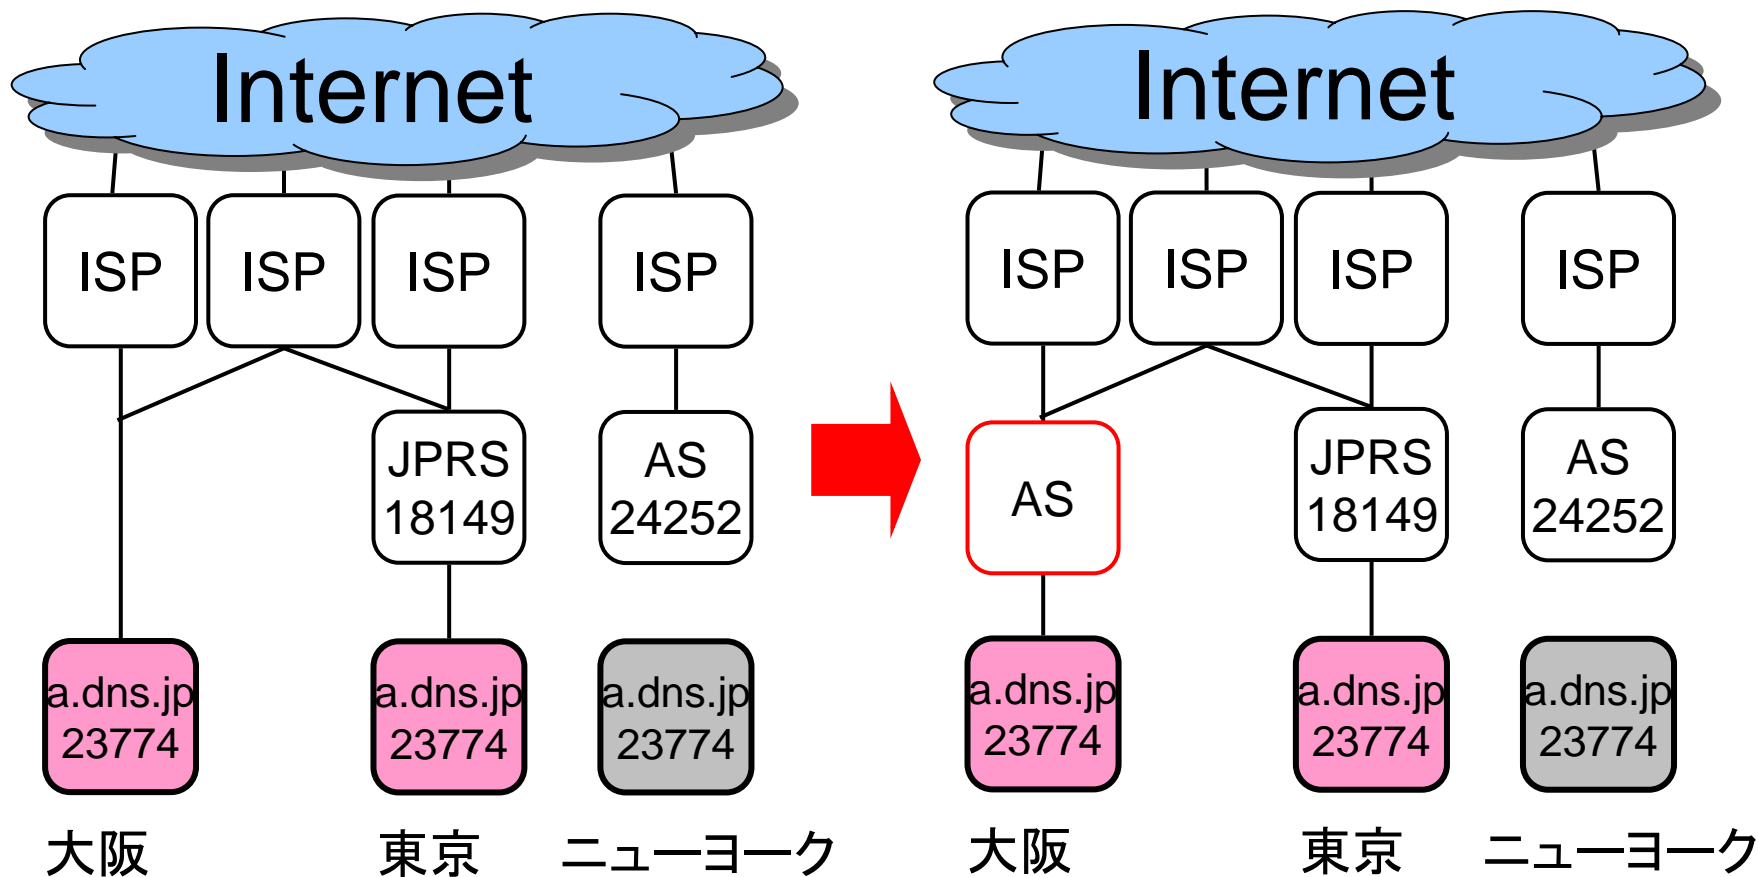 Internet
ISP
ISP
ISP
ISP
JPRS
18149
AS
24252
a.dns.jp
23774
a.dns.jp
23774
a.dns.jp
23774
大阪
東京
ニューヨーク
Internet
ISP
ISP
ISP
ISP
AS
JPRS
18149
AS
24252
a.dns.jp
23774
a.dns.jp
23774
a.dns.jp
23774
大阪
東京
ニューヨーク